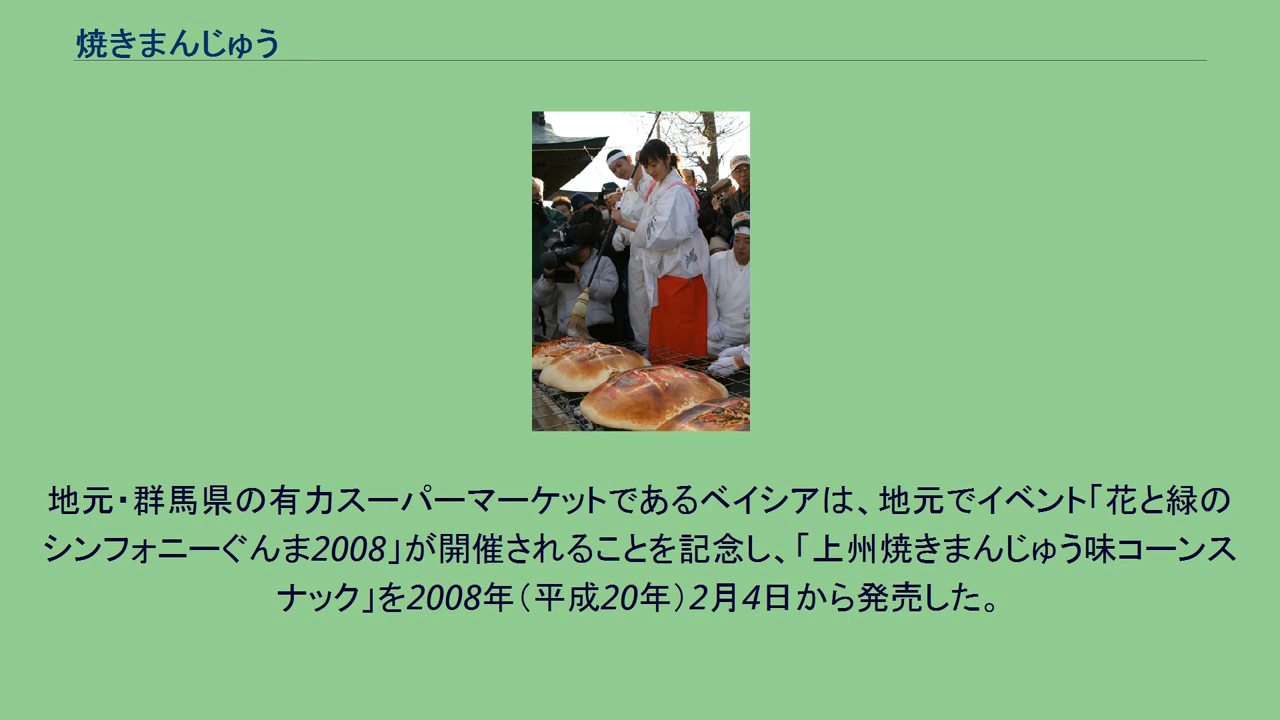 焼きまんじゅう
地元・群馬県の有力スーパーマーケットであるベイシアは、地元でイベント「花と緑の
シンフォニーぐんま2008」が開催されることを記念し、「上州焼きまんじゅう味コーンス
ナック」を2008年（平成20年）2月4日から発売した。